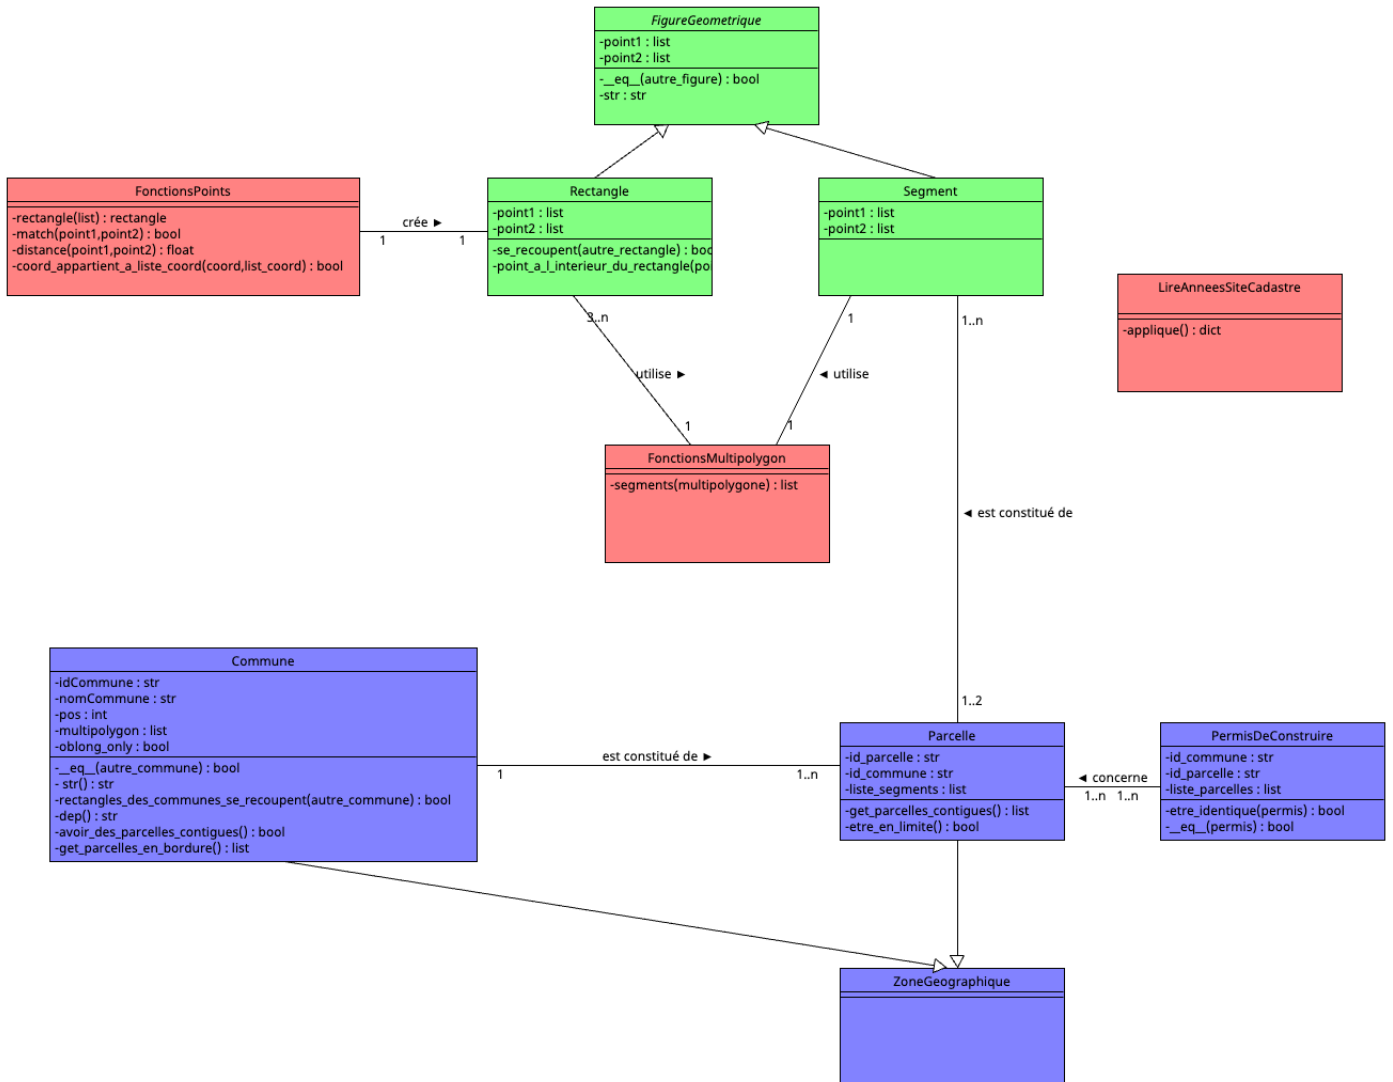 FigureGeometrique
-point1 : list
-point2 : list
-__eq__(autre_figure) : bool
-str : str
FonctionsPoints
-rectangle(list) : rectangle
-match(point1,point2) : bool
-distance(point1,point2) : float
-coord_appartient_a_liste_coord(coord,list_coord) : bool
crée ►
1
1
Rectangle
-point1 : list
-point2 : list
-se_recoupent(autre_rectangle) : boo
-point_a_l_interieur_du_rectangle(poi
Segment
-point1 : list
-point2 : list
LireAnneesSiteCadastre
-applique() : dict
3..n
1
1..n
utilise ►
◄ utilise
1
1
FonctionsMultipolygon
-segments(multipolygone) : list
◄ est constitué de
1..2
Commune
-idCommune : str
-nomCommune : str
-pos : int
-multipolygon : list
-oblong_only : bool
-__eq__(autre_commune) : bool
- str() : str
-rectangles_des_communes_se_recoupent(autre_commune) : bool
-dep() : str
-avoir_des_parcelles_contigues() : bool
-get_parcelles_en_bordure() : list
est constitué de ►
1
1..n
Parcelle
-id_parcelle : str
-id_commune : str
-liste_segments : list
-get_parcelles_contigues() : list
-etre_en_limite() : bool
◄ concerne
1..n
1..n
PermisDeConstruire
-id_commune : str
-id_parcelle : str
-liste_parcelles : list
-etre_identique(permis) : bool
-__eq__(permis) : bool
ZoneGeographique